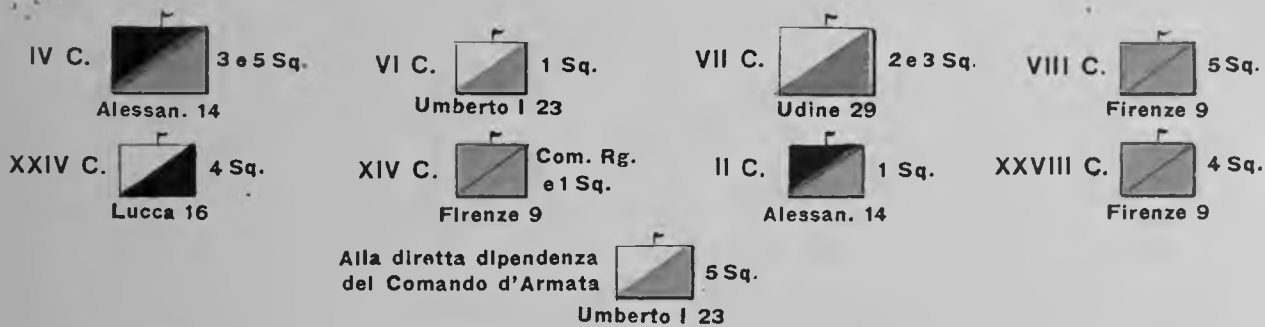 IV C. 3 e 5 Sq.
Alessan. 14
VI C. 1 Sq.
Umberto I 23
VII C. 2 e 3 Sq.
Udine 29
VIII C. 5 Sq.
Firenze 9
XXIV C. 4 Sq.
Lucca 16
XIV C. Com. Rg.
e 1 Sq.
Firenze 9
II C. 1 Sq.
Alessan. 14
XXVIII C. 4 Sq.
Firenze 9
Alla diretta dipendenza
del Comando d'Armata 5 Sq.
Umberto I 23